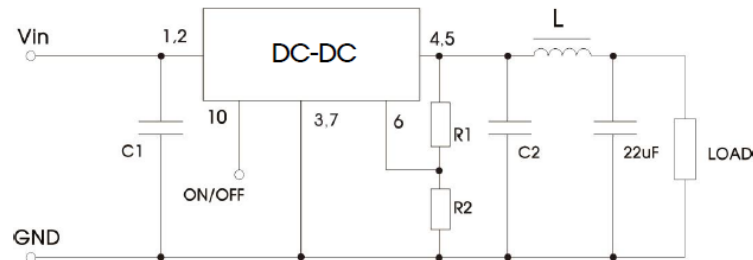 L
Vin
1,2
DC-DC
4,5
10
3,7
6
R1
C1
C2
22uF
LOAD
ON/OFF
R2
GND